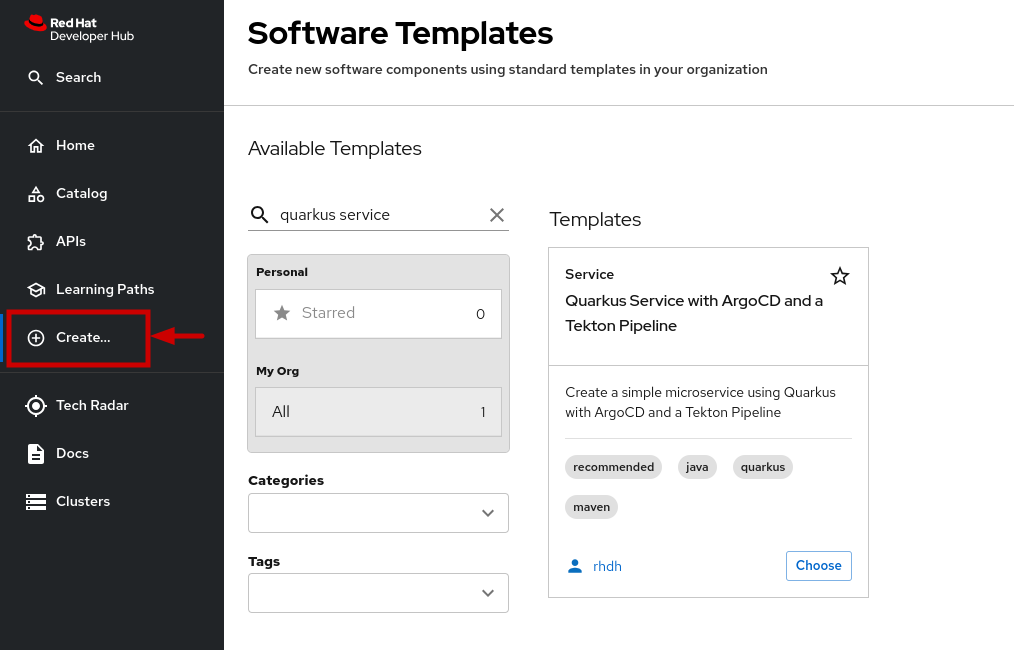 Red Hat
Developer Hub
Search
Home
Catalog
APIs
Learning Paths
Create...
Tech Radar
Docs
Clusters
Software Templates
Create new software components using standard templates in your organization
Available Templates
quarkus service
Personal
Starred 0
My Org
All 1
Categories
Tags
Templates
Service
Quarkus Service with ArgoCD and a
Tekton Pipeline
Create a simple microservice using Quarkus
with ArgoCD and a Tekton Pipeline
recommended java quarkus
maven
rhdh Choose